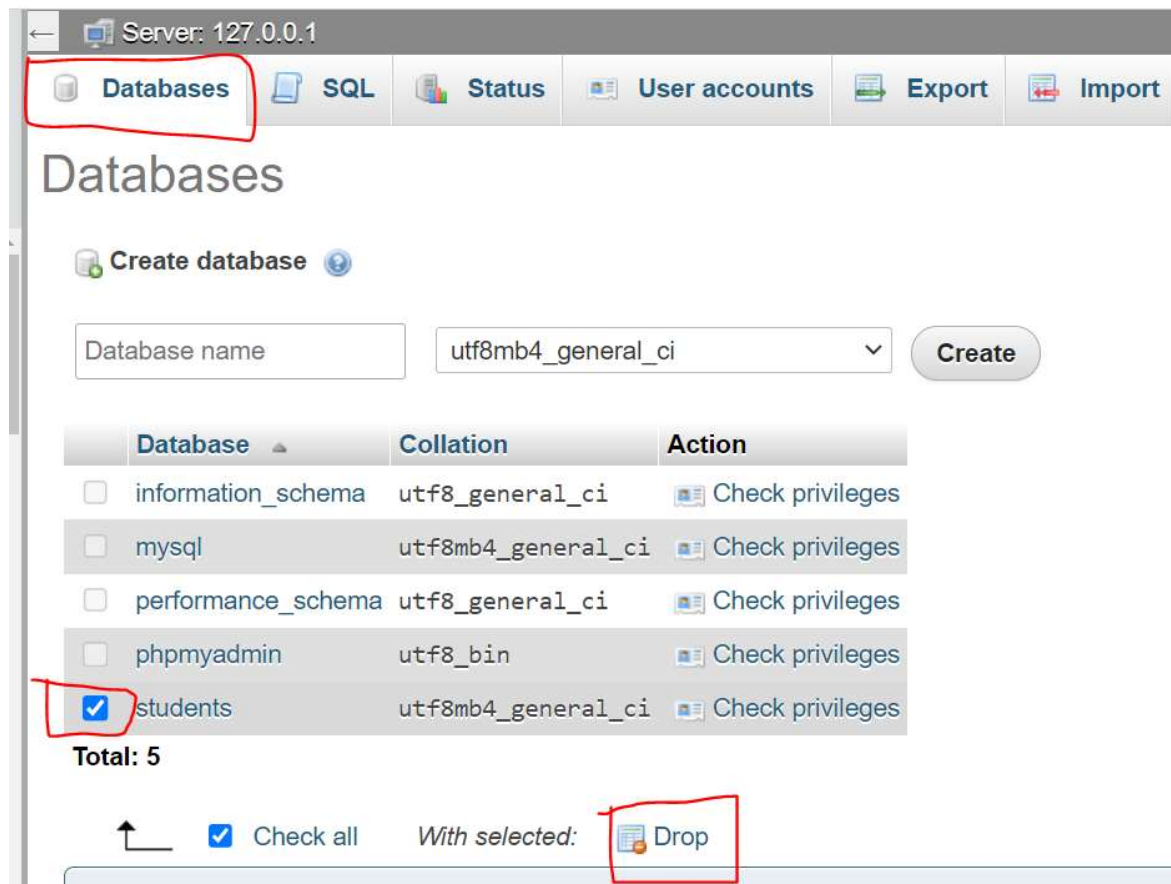 Server: 127.0.0.1
Databases SQL Status User accounts Export Import
Databases
Create database
Database name utf8mb4_general_ci Create
Database Collation Action
information_schema utf8_general_ci Check privileges
mysql utf8mb4_general_ci Check privileges
performance_schema utf8_general_ci Check privileges
phpmyadmin utf8_bin Check privileges
students utf8mb4_general_ci Check privileges
Total: 5
Check all With selected: Drop